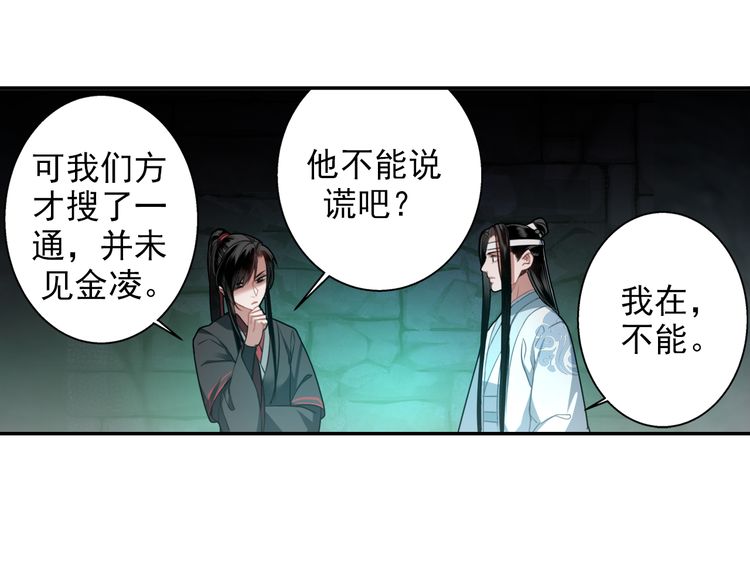 可我们方
才搜了一
通，并未
见金凌。
他不能说
谎吧？
我在，
不能。